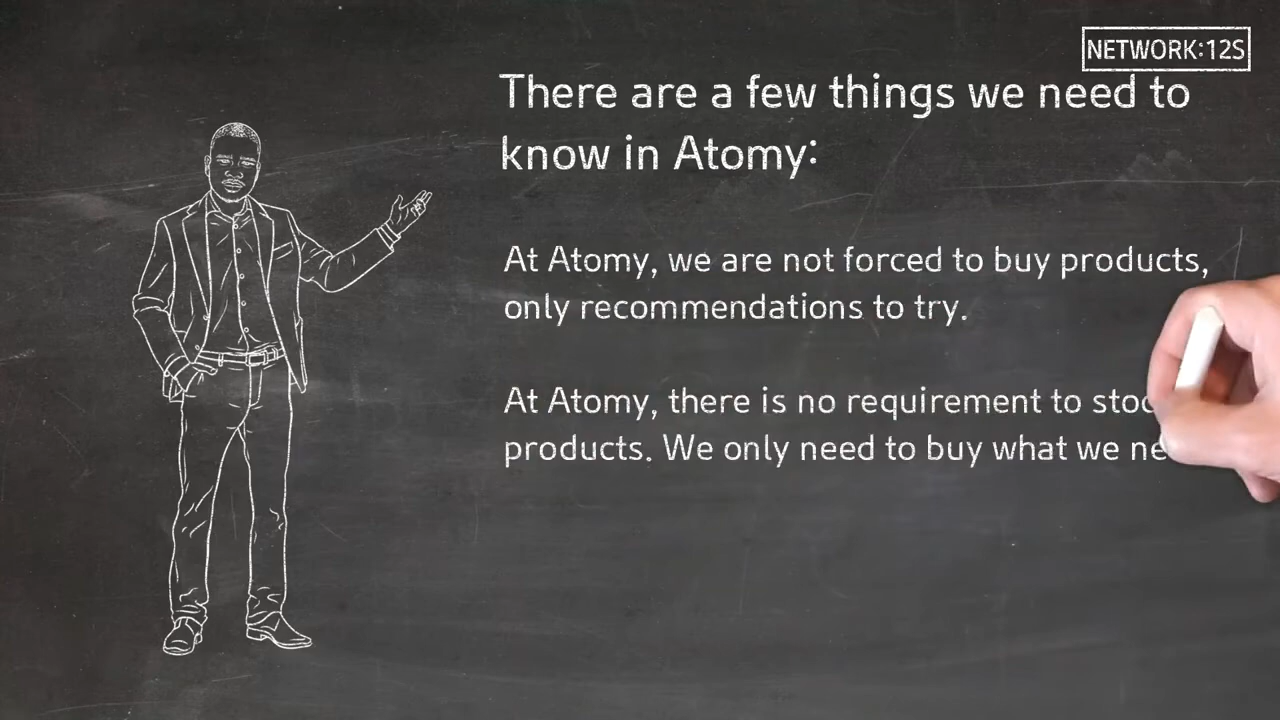 NETWORK:12S
There are a few things we need to
know in Atomy:
At Atomy, we are not forced to buy products,
only recommendations to try.
At Atomy, there is no requirement to
products. We only need to buy what we